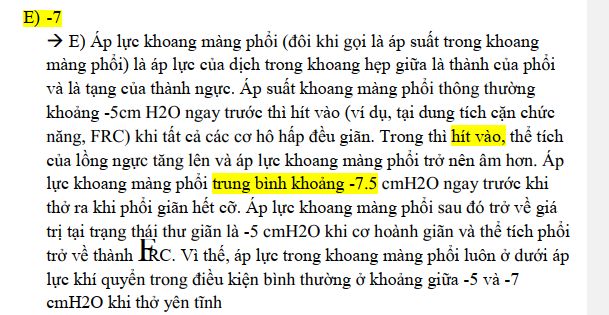 E) -7
→ E) Áp lực khoang màng phổi (đôi khi gọi là áp suất trong khoang
màng phổi) là áp lực của dịch trong khoang hẹp giữa lá thành của phổi
và lá tạng của thành ngực. Áp suất khoang màng phổi thông thường
khoảng -5cm H2O ngay trước thì hít vào (ví dụ, tại dung tích cặn chức
năng, FRC) khi tất cả các cơ hô hấp đều giãn. Trong thì hít vào, thể tích
của lồng ngực tăng lên và áp lực khoang màng phổi trở nên âm hơn. Áp
lực khoang màng phổi trung bình khoảng -7.5 cmH2O ngay trước khi
thở ra khi phổi giãn hết cỡ. Áp lực khoang màng phổi sau đó trở về giá
trị tại trạng thái thư giãn là -5 cmH2O khi cơ hoành giãn và thể tích phổi
trở về thành FRC. Vì thế, áp lực trong khoang màng phổi luôn ở dưới áp
lực khí quyển trong điều kiện bình thường ở khoảng giữa -5 và -7
cmH2O khi thở yên tĩnh